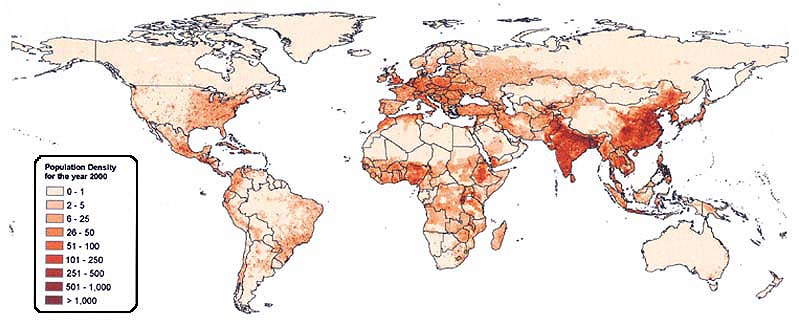 Population Density
for the year 2000
0 - 1
2 - 5
6 - 25
26 - 50
51 - 100
101 - 250
251 - 500
501 - 1,000
> 1,000